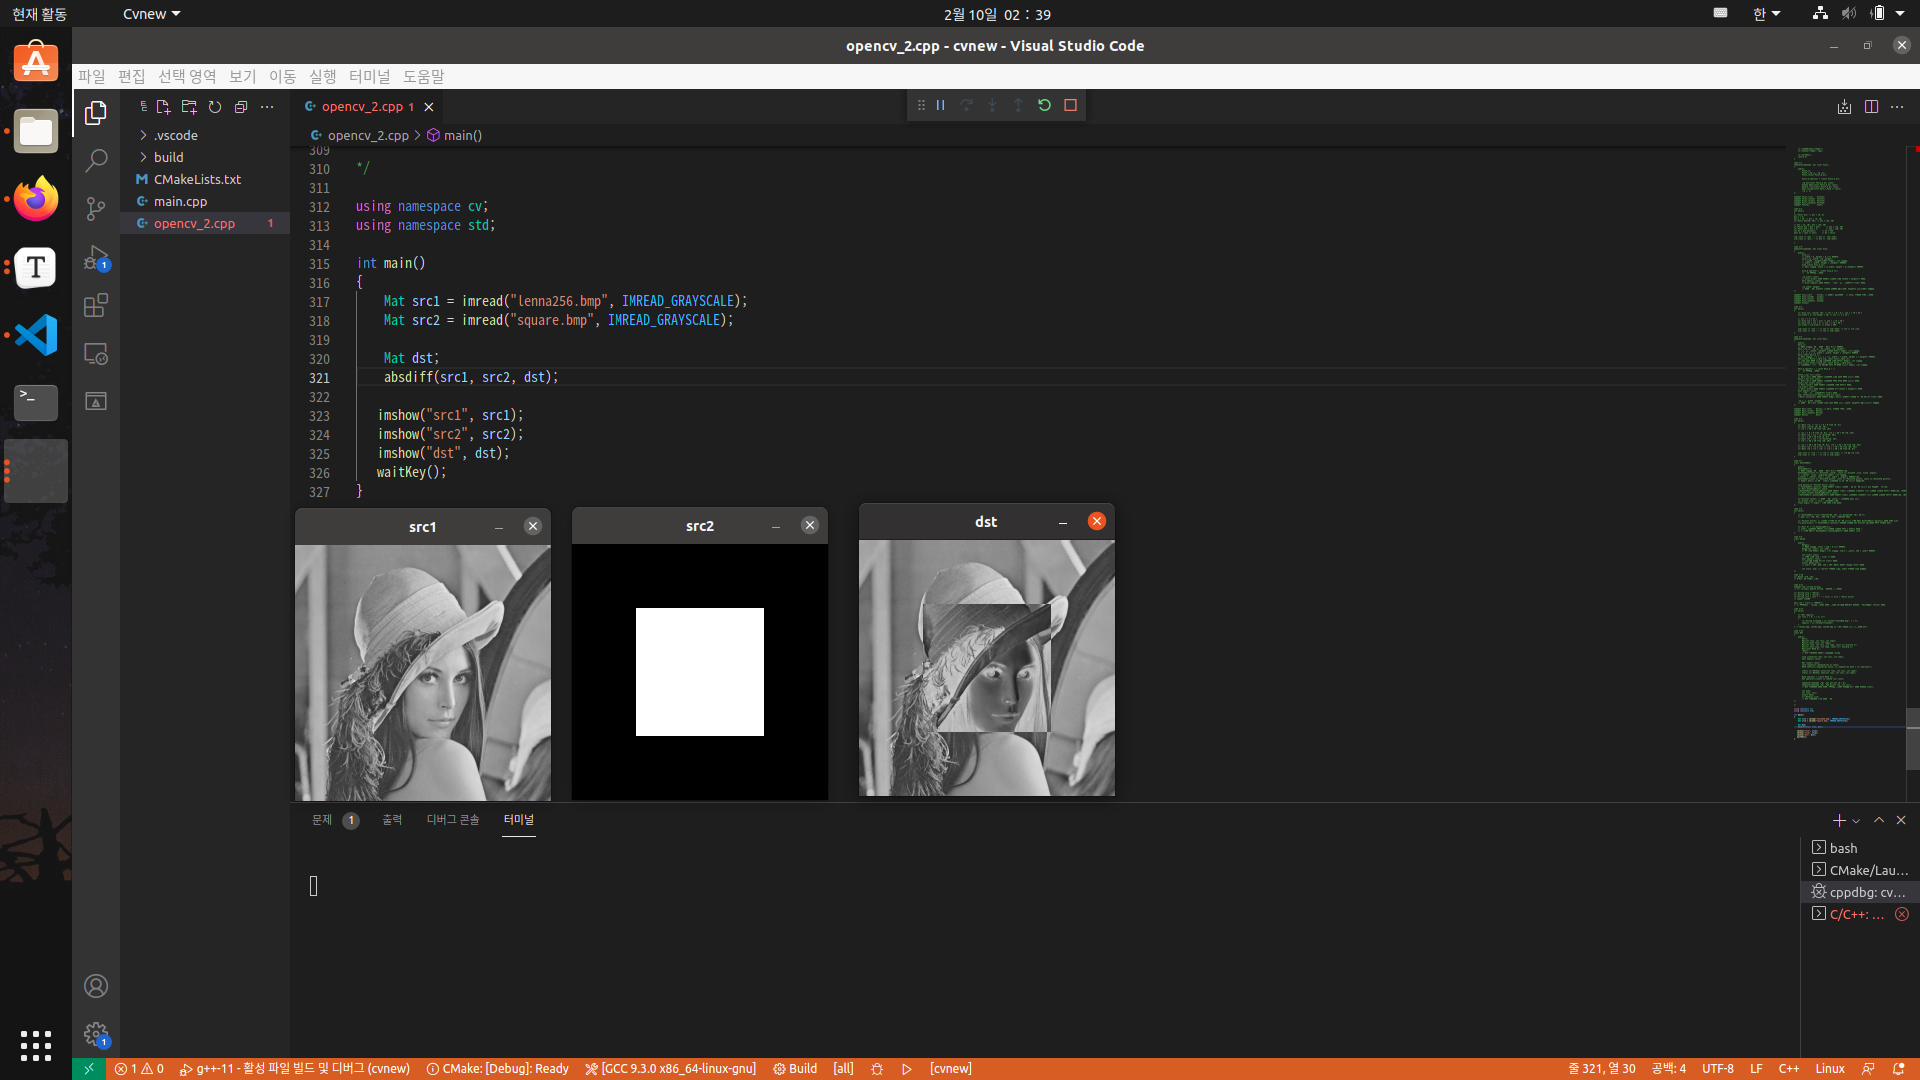 현재 활동
Cvnew
2월 10일 02 : 39
한
opencv_2.cpp - cvnew - Visual Studio Code
파일 편집 선택 영역 보기 이동 실행 터미널 도움말
opencv_2.cpp 1
opencv_2.cpp > main()
.vscode
build
CMakeLists.txt
main.cpp
opencv_2.cpp 1
309
310 */
311
312 using namespace cv;
313 using namespace std;
314
315 int main()
316 {
317 Mat src1 = imread("lenna256.bmp", IMREAD_GRAYSCALE);
318 Mat src2 = imread("square.bmp", IMREAD_GRAYSCALE);
319
320 Mat dst;
321 absdiff(src1, src2, dst);
322
323 imshow("src1", src1);
324 imshow("src2", src2);
325 imshow("dst", dst);
326 waitKey();
327 }
src1
src2
dst
문제 1 출력 디버그 콘솔 터미널
bash
CMake/Lau...
cppdbg: cv...
C/C++: ...
1
1
1 0 g++-11 - 활성 파일 빌드 및 디버그 (cvnew) CMake: [Debug]: Ready [GCC 9.3.0 x86_64-linux-gnu] Build [all] [cvnew] 줄 321, 열 30 공백: 4 UTF-8 LF C++ Linux